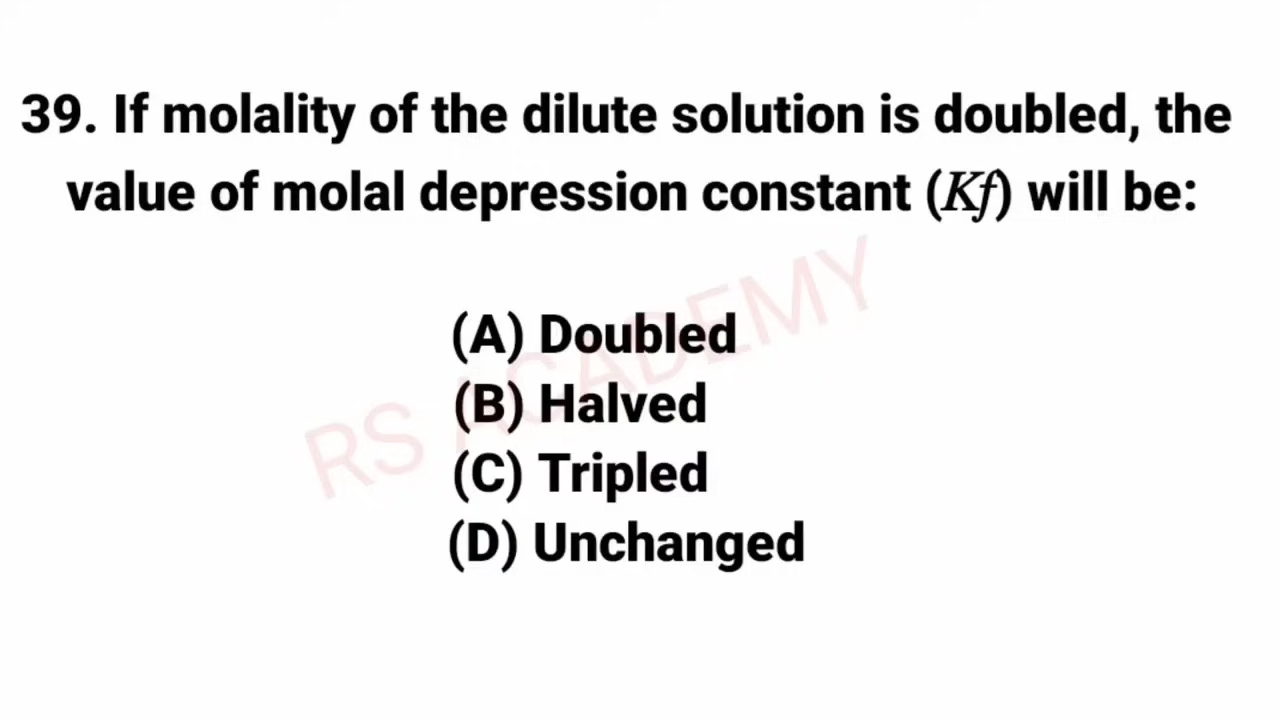 39. If molality of the dilute solution is doubled, the
value of molal depression constant (Kf) will be:
RS ACADEMY
(A) Doubled
(B) Halved
(C) Tripled
(D) Unchanged